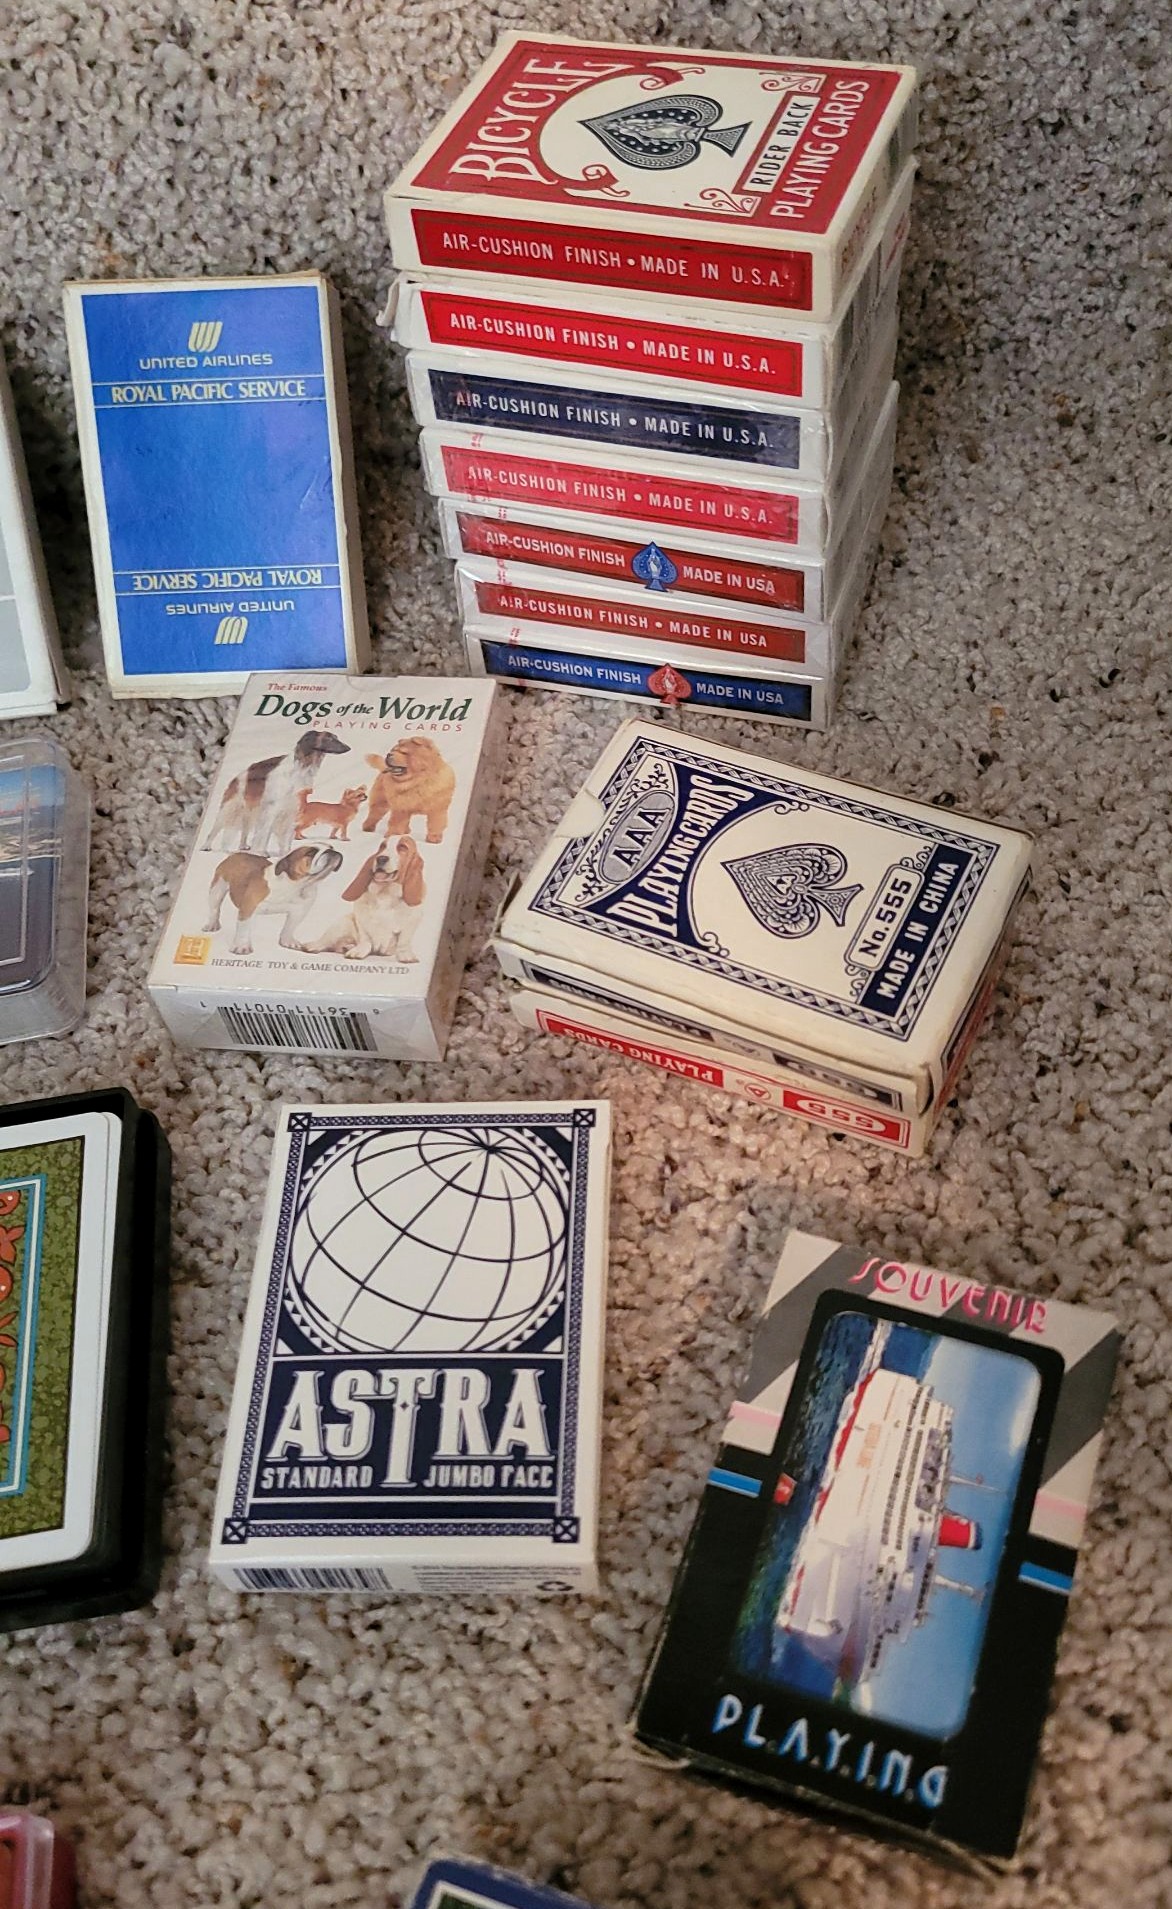 BICYCLE
RIDER BACK
PLAYING CARDS
AIR-CUSHION FINISH • MADE IN U.S.A.
AIR-CUSHION FINISH • MADE IN U.S.A.
AIR-CUSHION FINISH • MADE IN U.S.A.
AIR-CUSHION FINISH • MADE IN U.S.A.
AIR-CUSHION FINISH MADE IN USA
AIR-CUSHION FINISH • MADE IN USA
AIR-CUSHION FINISH MADE IN USA
UNITED AIRLINES
ROYAL PACIFIC SERVICE
ROYAL PACIFIC SERVICE
UNITED AIRLINES
The Famous
Dogs of the World
PLAYING CARDS
HERITAGE TOY & GAME COMPANY LTD
6 36111 01011 1
AAA
PLAYING CARDS
No.555
MADE IN CHINA
PLAYING CARDS
555
ASTRA
STANDARD JUMBO FACE
SOUVENIR
P.L.A.Y.I.N.G